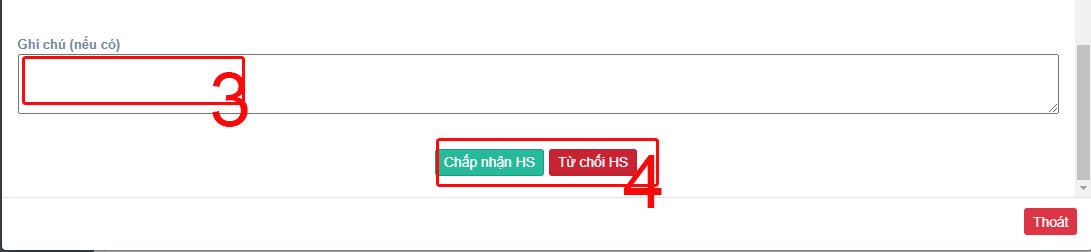 Ghi chú (nếu có)
3
Chấp nhận HS Từ chối HS
4
Thoát